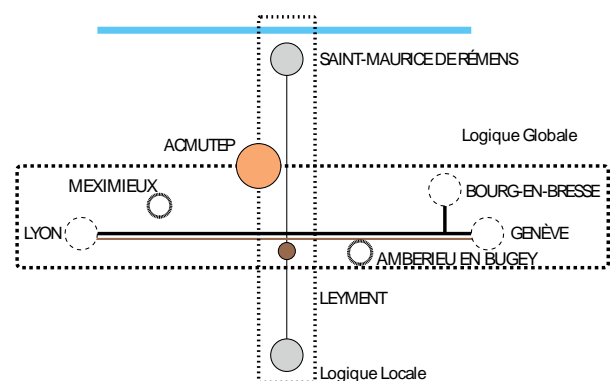 SAINT-MAURICE DE RÉMENS
ACMUTEP
Logique Globale
MEXIMIEUX
BOURG-EN-BRESSE
LYON
GENÈVE
AMBERIEU EN BUGEY
LEYMENT
Logique Locale